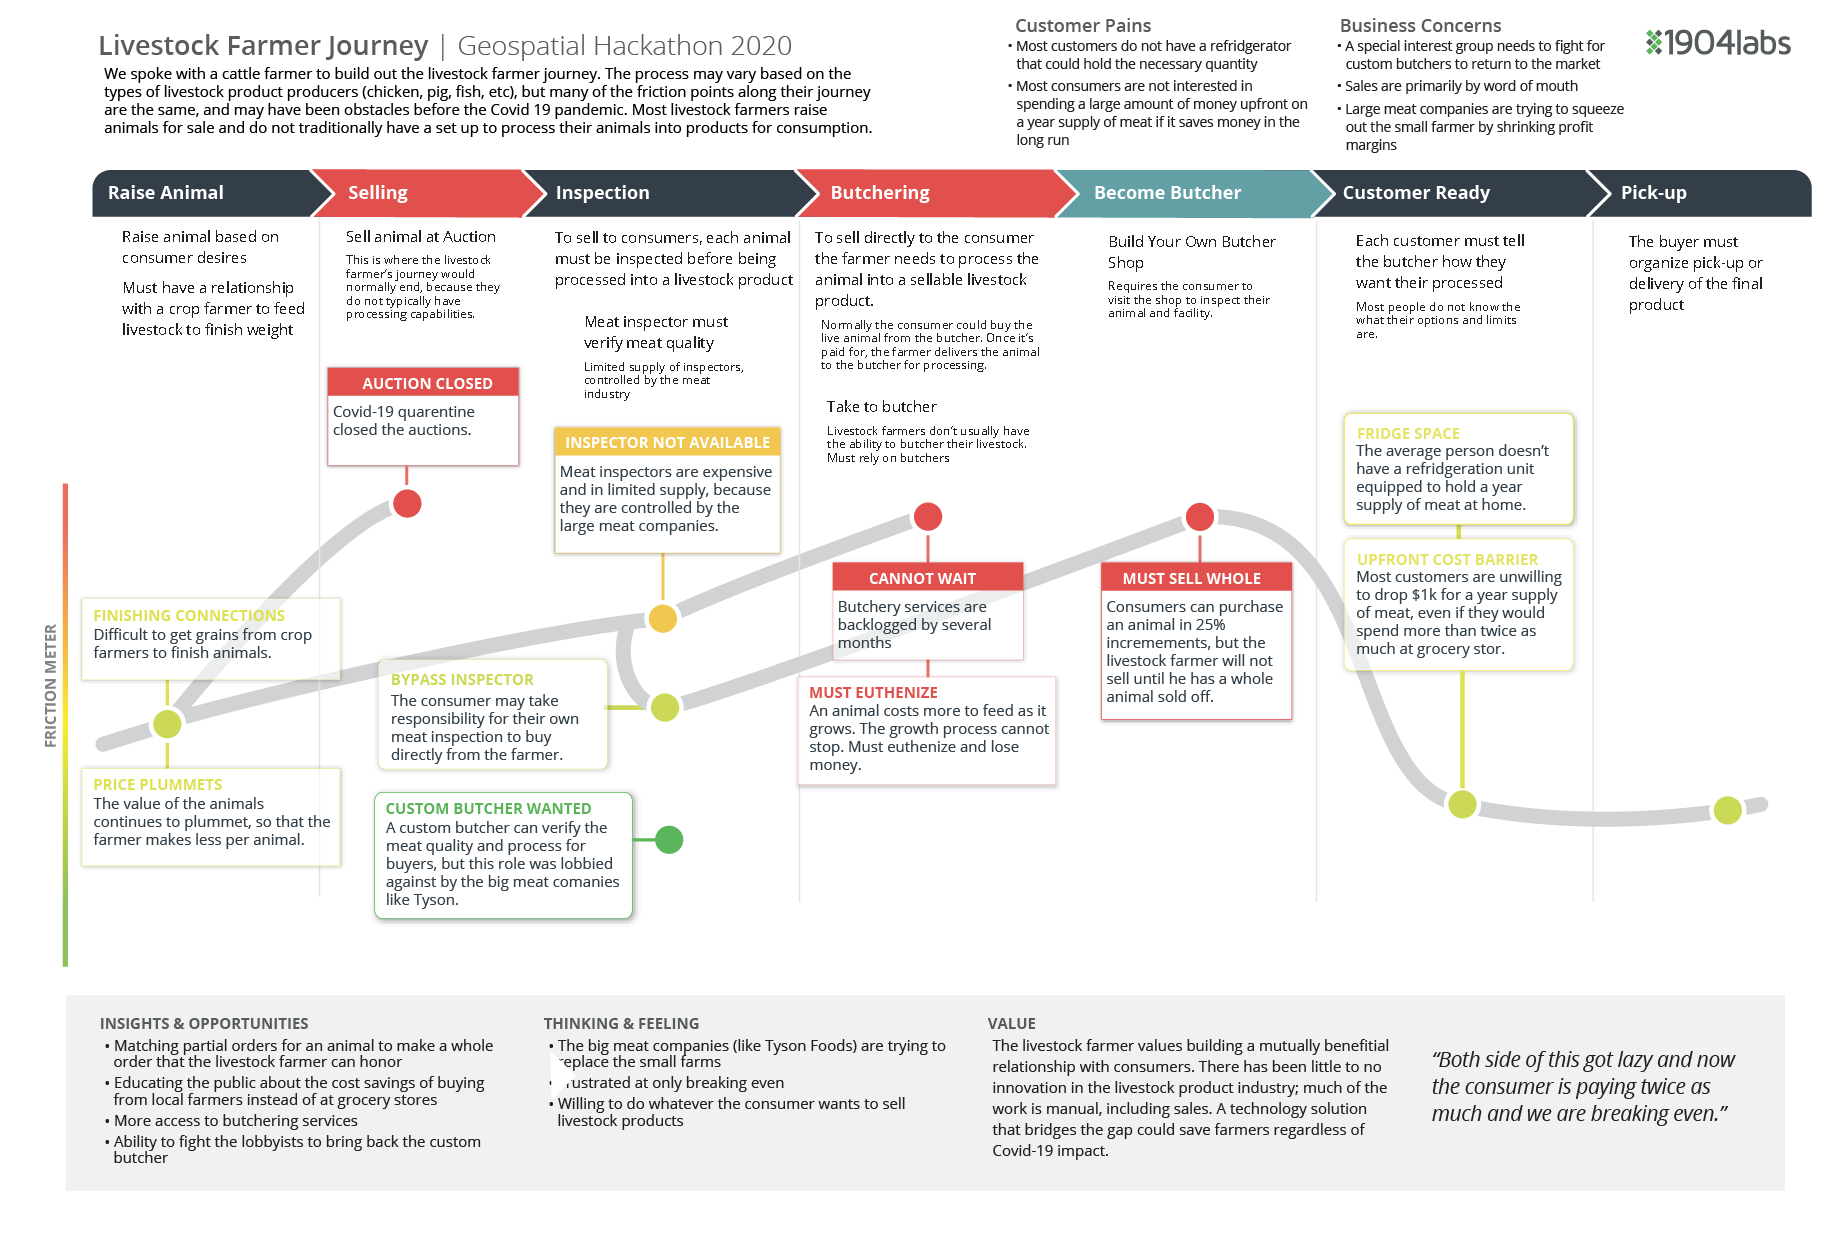 Livestock Farmer Journey | Geospatial Hackathon 2020
We spoke with a cattle farmer to build out the livestock farmer journey. The process may vary based on the
types of livestock product producers (chicken, pig, fish, etc), but many of the friction points along their journey
are the same, and may have been obstacles before the Covid 19 pandemic. Most livestock farmers raise
animals for sale and do not traditionally have a set up to process their animals into products for consumption.
Customer Pains
• Most customers do not have a refridgerator
that could hold the necessary quantity
• Most consumers are not interested in
spending a large amount of money upfront on
a year supply of meat if it saves money in the
long run
Business Concerns
• A special interest group needs to fight for
custom butchers to return to the market
• Sales are primarily by word of mouth
• Large meat companies are trying to squeeze
out the small farmer by shrinking profit
margins
1904labs
Raise Animal
Selling
Inspection
Butchering
Become Butcher
Customer Ready
Pick-up
Raise animal based on
consumer desires
Must have a relationship
with a crop farmer to feed
livestock to finish weight
Sell animal at Auction
This is where the livestock
farmer's journey would
normally end, because they
do not typically have
processing capabilities.
To sell to consumers, each animal
must be inspected before being
processed into a livestock product
Meat inspector must
verify meat quality
Limited supply of inspectors,
controlled by the meat
industry
To sell directly to the consumer
the farmer needs to process the
animal into a sellable livestock
product.
Normally the consumer could buy the
live animal from the butcher. Once it's
paid for, the farmer delivers the animal
to the butcher for processing.
Take to butcher
Livestock farmers don't usually have
the ability to butcher their livestock.
Must rely on butchers
Build Your Own Butcher
Shop
Requires the consumer to
visit the shop to inspect their
animal and facility.
Each customer must tell
the butcher how they
want their processed
Most people do not know the
what their options and limits
are.
The buyer must
organize pick-up or
delivery of the final
product
FRICTION METER
AUCTION CLOSED
Covid-19 quarentine
closed the auctions.
INSPECTOR NOT AVAILABLE
Meat inspectors are expensive
and in limited supply, because
they are controlled by the
large meat companies.
FINISHING CONNECTIONS
Difficult to get grains from crop
farmers to finish animals.
PRICE PLUMMETS
The value of the animals
continues to plummet, so that the
farmer makes less per animal.
BYPASS INSPECTOR
The consumer may take
responsibility for their own
meat inspection to buy
directly from the farmer.
CUSTOM BUTCHER WANTED
A custom butcher can verify the
meat quality and process for
buyers, but this role was lobbied
against by the big meat comanies
like Tyson.
CANNOT WAIT
Butchery services are
backlogged by several
months
MUST EUTHENIZE
An animal costs more to feed as it
grows. The growth process cannot
stop. Must euthenize and lose
money.
MUST SELL WHOLE
Consumers can purchase
an animal in 25%
incremements, but the
livestock farmer will not
sell until he has a whole
animal sold off.
FRIDGE SPACE
The average person doesn't
have a refridgeration unit
equipped to hold a year
supply of meat at home.
UPFRONT COST BARRIER
Most customers are unwilling
to drop $1k for a year supply
of meat, even if they would
spend more than twice as
much at grocery stor.
INSIGHTS & OPPORTUNITIES
• Matching partial orders for an animal to make a whole
order that the livestock farmer can honor
• Educating the public about the cost savings of buying
from local farmers instead of at grocery stores
• More access to butchering services
• Ability to fight the lobbyists to bring back the custom
butcher
THINKING & FEELING
• The big meat companies (like Tyson Foods) are trying to
replace the small farms
• Frustrated at only breaking even
• Willing to do whatever the consumer wants to sell
livestock products
VALUE
The livestock farmer values building a mutually benefitial
relationship with consumers. There has been little to no
innovation in the livestock product industry; much of the
work is manual, including sales. A technology solution
that bridges the gap could save farmers regardless of
Covid-19 impact.
"Both side of this got lazy and now
the consumer is paying twice as
much and we are breaking even."